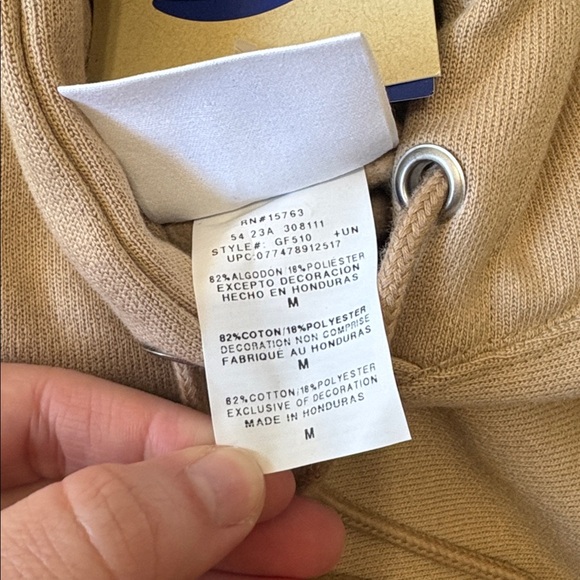 RN#15763
54 23A 308111
STYLE#: GF510 +UN
UPC:077478912517
82%ALGODON 18%POLIÉSTER
EXCEPTO DECORACION
HECHO EN HONDURAS
M
82%COTON/18%POLYESTER
DECORATION NON COMPRISE
FABRIQUE AU HONDURAS
M
82%COTTON/18%POLYESTER
EXCLUSIVE OF DECORATION
MADE IN HONDURAS
M